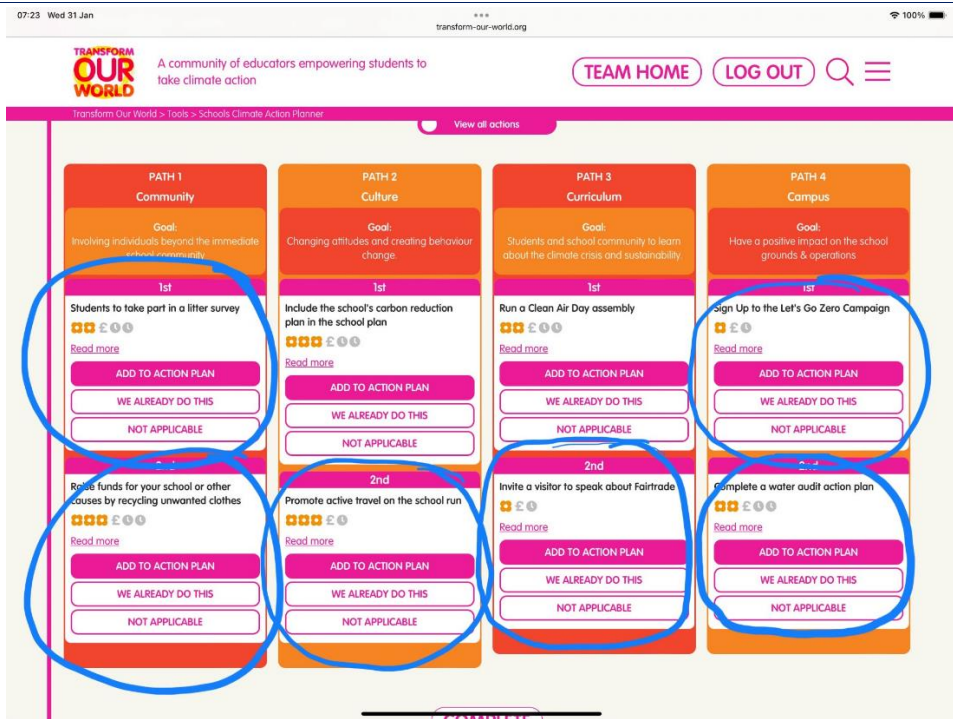 07:23 Wed 31 Jan
transform-our-world.org
100%
TRANSFORM
OUR
WORLD
A community of educators empowering students to
take climate action
TEAM HOME
LOG OUT
Transform Our World > Tools > Schools Climate Action Planner
View all actions
PATH 1
Community
Goal:
Involving individuals beyond the immediate
school community
1st
Students to take part in a litter survey
£
Read more
ADD TO ACTION PLAN
WE ALREADY DO THIS
NOT APPLICABLE
2nd
Raise funds for your school or other
causes by recycling unwanted clothes
£
Read more
ADD TO ACTION PLAN
WE ALREADY DO THIS
NOT APPLICABLE
PATH 2
Culture
Goal:
Changing attitudes and creating behaviour
change.
1st
Include the school's carbon reduction
plan in the school plan
£
Read more
ADD TO ACTION PLAN
WE ALREADY DO THIS
NOT APPLICABLE
2nd
Promote active travel on the school run
£
Read more
ADD TO ACTION PLAN
WE ALREADY DO THIS
NOT APPLICABLE
PATH 3
Curriculum
Goal:
Students and school community to learn
about the climate crisis and sustainability.
1st
Run a Clean Air Day assembly
£
Read more
ADD TO ACTION PLAN
WE ALREADY DO THIS
NOT APPLICABLE
2nd
Invite a visitor to speak about Fairtrade
£
Read more
ADD TO ACTION PLAN
WE ALREADY DO THIS
NOT APPLICABLE
PATH 4
Campus
Goal:
Have a positive impact on the school
grounds & operations
1st
Sign Up to the Let's Go Zero Campaign
£
Read more
ADD TO ACTION PLAN
WE ALREADY DO THIS
NOT APPLICABLE
2nd
Complete a water audit action plan
£
Read more
ADD TO ACTION PLAN
WE ALREADY DO THIS
NOT APPLICABLE
COMPLETE